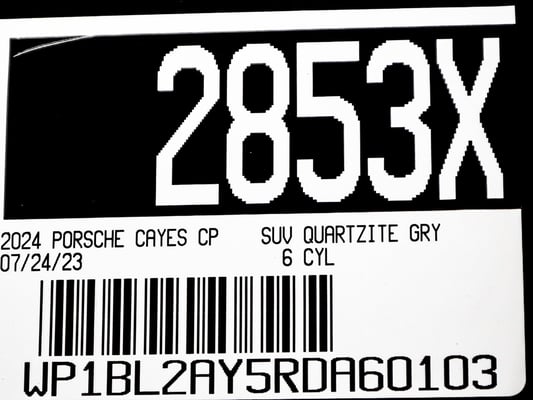 2853X
2024 PORSCHE CAYES CP SUV QUARTZITE GRY
07/24/23 6 CYL
WP1BL2AY5RDA60103